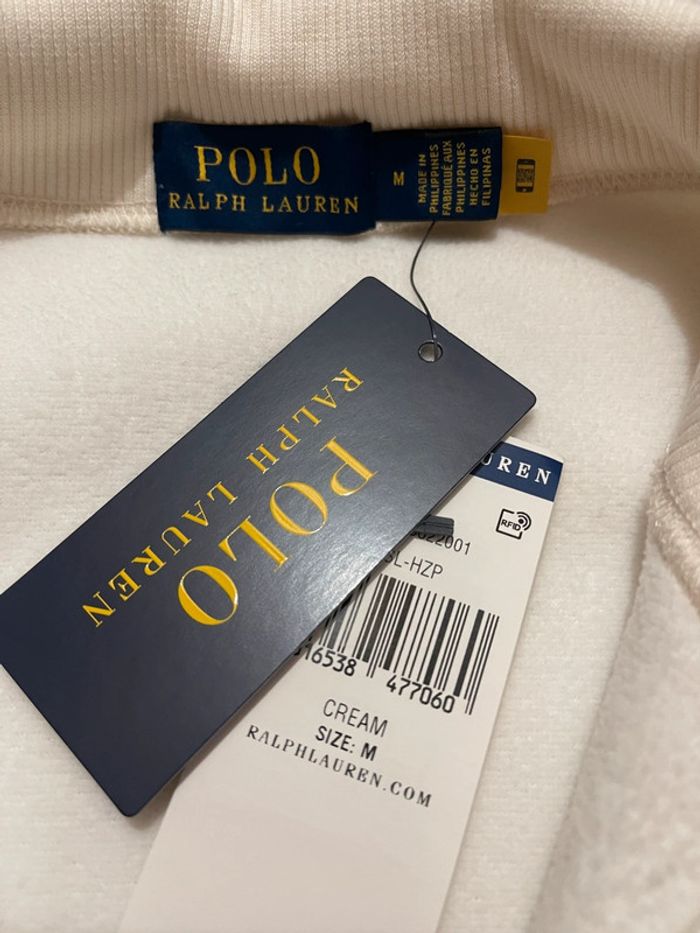 POLO
RALPH LAUREN
M
MADE IN
PHILIPPINES
FABRIQUÉ AUX
PHILIPPINES
HECHO EN
FILIPINAS
POLO
RALPH LAUREN
UREN
RFID
022001
SL-HZP
16538
477060
CREAM
SIZE: M
RALPHLAUREN.COM